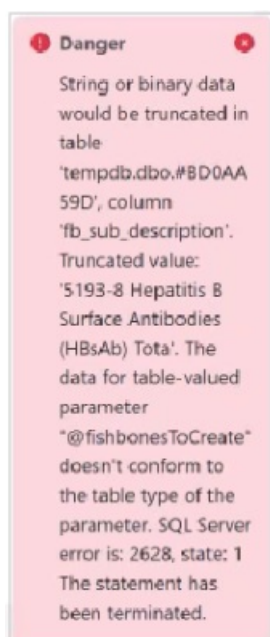 Danger
String or binary data
would be truncated in
table
'tempdb.dbo.#BD0AA
59D', column
'fb_sub_description'.
Truncated value:
'5193-8 Hepatitis B
Surface Antibodies
(HBsAb) Tota'. The
data for table-valued
parameter
"@fishbonesToCreate"
doesn't conform to
the table type of the
parameter. SQL Server
error is: 2628, state: 1
The statement has
been terminated.